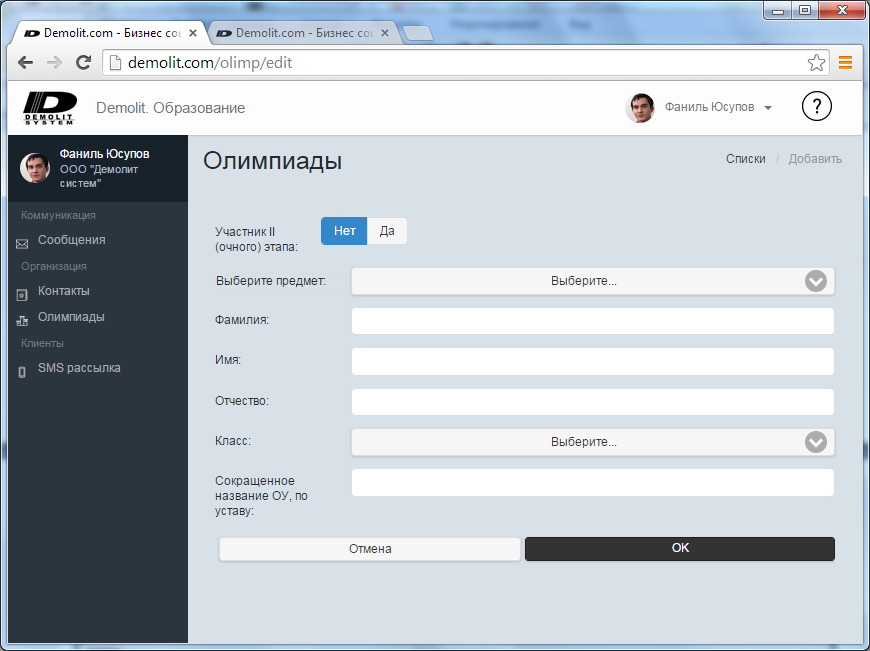 Demolit.com - Бизнес соц
Demolit.com - Бизнес соц
demolit.com/olimp/edit
DEMOLIT
SYSTEM
Demolit. Образование
Фаниль Юсупов
?
Фаниль Юсупов
ООО "Демолит
систем"
Коммуникация
Сообщения
Организация
Контакты
Олимпиады
Клиенты
SMS рассылка
Олимпиады
Списки / Добавить
Участник II
(очного) этапа:
Нет Да
Выберите предмет: Выберите...
Фамилия:
Имя:
Отчество:
Класс: Выберите...
Сокращенное
название ОУ, по
уставу:
Отмена OK